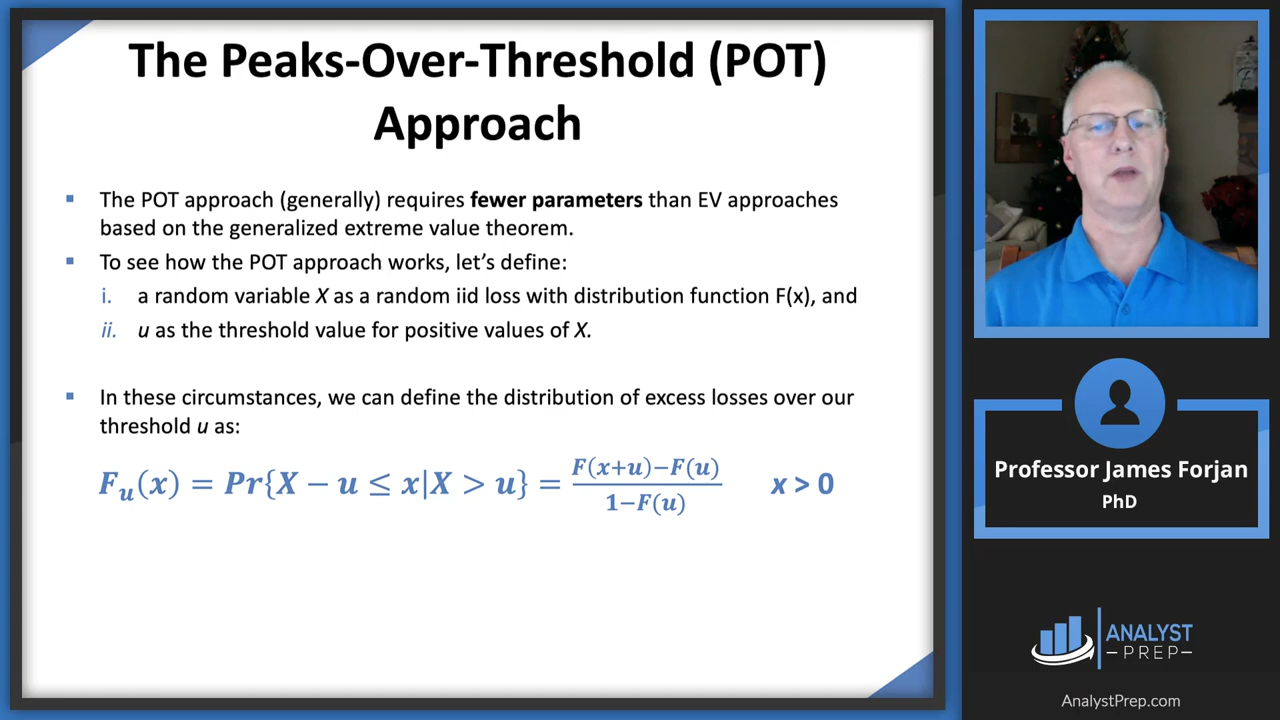 The Peaks-Over-Threshold (POT)
Approach
▪ The POT approach (generally) requires fewer parameters than EV approaches
based on the generalized extreme value theorem.
▪ To see how the POT approach works, let's define:
i. a random variable X as a random iid loss with distribution function F(x), and
ii. u as the threshold value for positive values of X.
▪ In these circumstances, we can define the distribution of excess losses over our
threshold u as:
Fᵤ(x) = Pr{X − u ≤ x|X > u} = (F(x+u)−F(u))/(1−F(u)) x > 0
Professor James Forjan
PhD
ANALYST
–PREP–
AnalystPrep.com